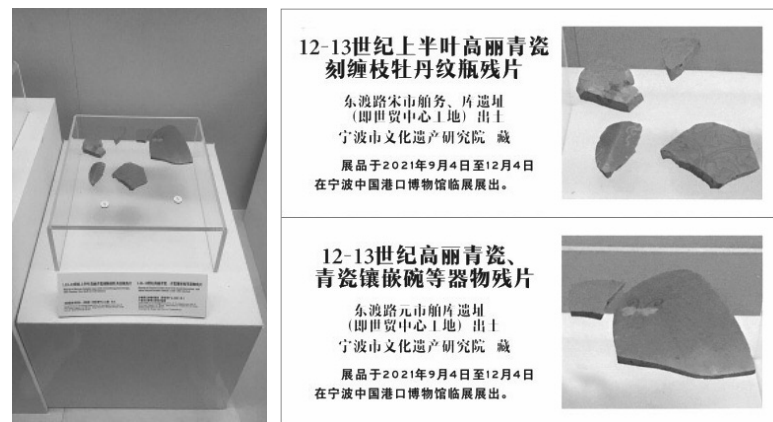 12-13世纪上半叶高丽青瓷
刻缠枝牡丹纹瓶残片
东渡路宋市舶务、库遗址
(即世贸中心工地) 出土
宁波市文化遗产研究院 藏
展品于2021年9月4日至12月4日
在宁波中国港口博物馆临展展出。
12-13世纪高丽青瓷、
青瓷镶嵌碗等器物残片
东渡路元市舶库遗址
(即世贸中心工地) 出土
宁波市文化遗产研究院 藏
展品于2021年9月4日至12月4日
在宁波中国港口博物馆临展展出。